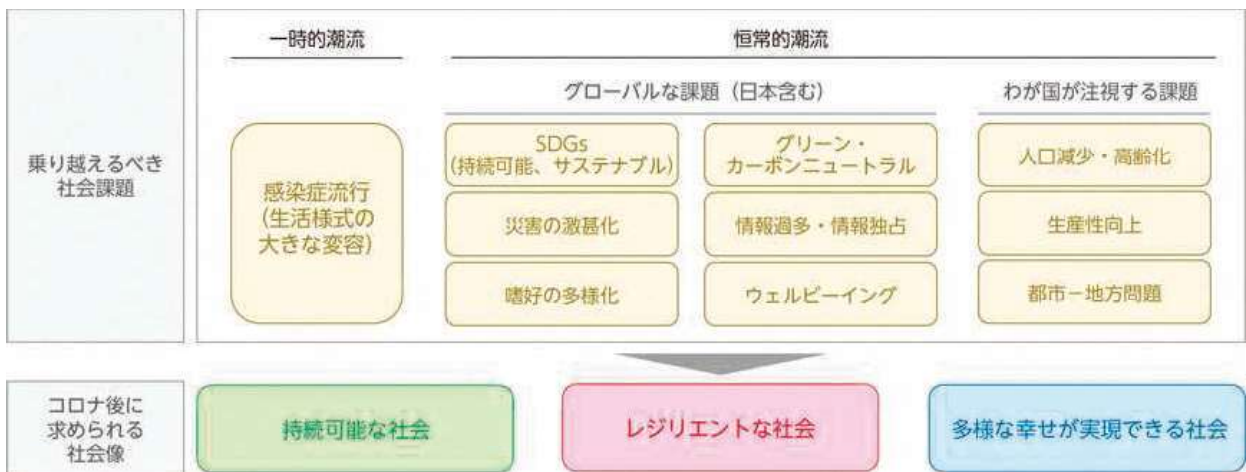 一時的潮流
恒常的潮流
グローバルな課題（日本含む）
わが国が注視する課題
乗り越えるべき
社会課題
感染症流行
（生活様式の
大きな変容）
SDGs
（持続可能、サステナブル）
グリーン・
カーボンニュートラル
人口減少・高齢化
災害の激甚化
情報過多・情報独占
生産性向上
嗜好の多様化
ウェルビーイング
都市－地方問題
コロナ後に
求められる
社会像
持続可能な社会
レジリエントな社会
多様な幸せが実現できる社会